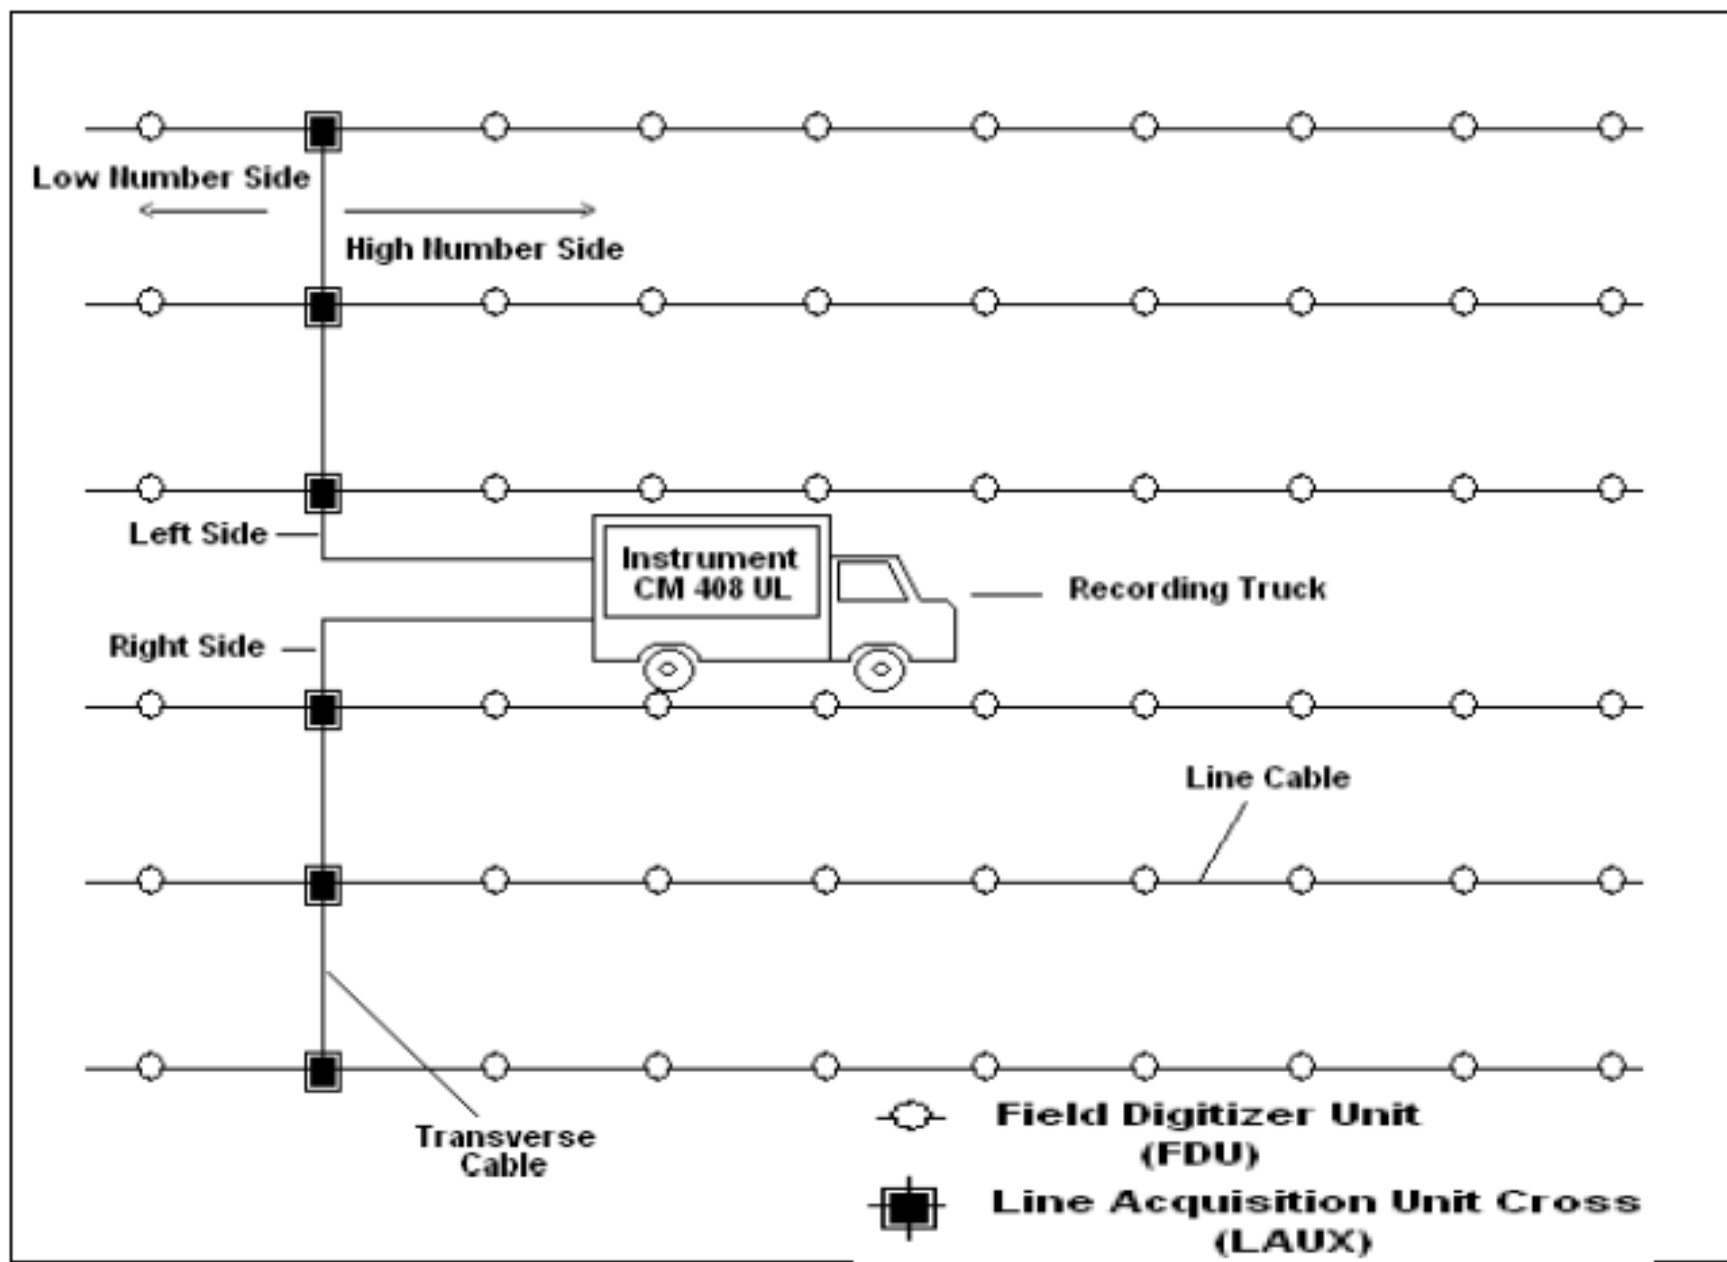 Low Number Side
High Number Side
Left Side
Instrument
CM 408 UL
Recording Truck
Right Side
Line Cable
Transverse
Cable
Field Digitizer Unit
(FDU)
Line Acquisition Unit Cross
(LAUX)